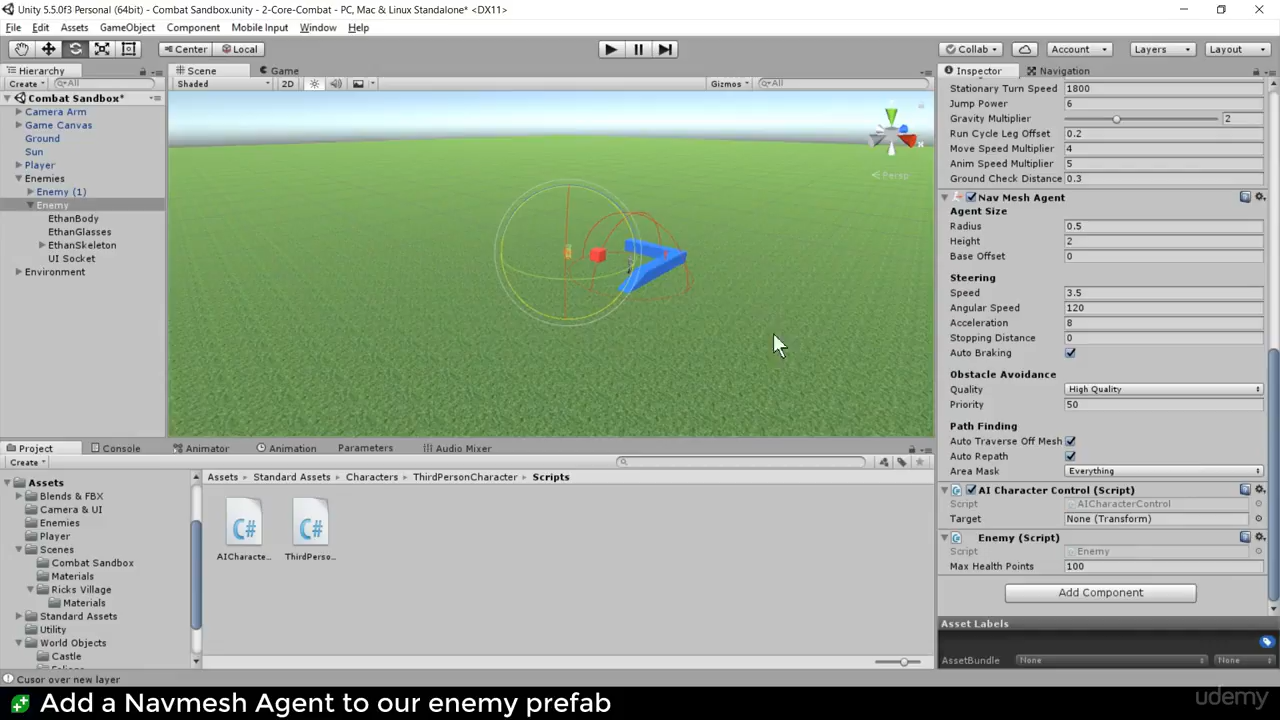 Unity 5.5.0f3 Personal (64bit) - Combat Sandbox.unity - 2-Core-Combat - PC, Mac & Linux Standalone* <DX11>
File Edit Assets GameObject Component Mobile Input Window Help
Center Local Collab Account Layers Layout
Hierarchy
Create All
Combat Sandbox*
Camera Arm
Game Canvas
Ground
Sun
Player
Enemies
Enemy (1)
Enemy
EthanBody
EthanGlasses
EthanSkeleton
UI Socket
Environment
Scene Game
Shaded 2D Gizmos All
Persp
Inspector Navigation
Stationary Turn Speed 1800
Jump Power 6
Gravity Multiplier 2
Run Cycle Leg Offset 0.2
Move Speed Multiplier 4
Anim Speed Multiplier 5
Ground Check Distance 0.3
Nav Mesh Agent
Agent Size
Radius 0.5
Height 2
Base Offset 0
Steering
Speed 3.5
Angular Speed 120
Acceleration 8
Stopping Distance 0
Auto Braking
Obstacle Avoidance
Quality High Quality
Priority 50
Path Finding
Auto Traverse Off Mesh
Auto Repath
Area Mask Everything
AI Character Control (Script)
Script AICharacterControl
Target None (Transform)
Enemy (Script)
Script Enemy
Max Health Points 100
Add Component
Asset Labels
AssetBundle None None
Project Console Animator Animation Parameters Audio Mixer
Create
Assets
Blends & FBX
Camera & UI
Enemies
Player
Scenes
Combat Sandbox
Materials
Ricks Village
Materials
Standard Assets
Utility
World Objects
Castle
Assets Standard Assets Characters ThirdPersonCharacter Scripts
C# C#
AICharacte... ThirdPerso...
Cusor over new layer
Add a Navmesh Agent to our enemy prefab
udemy